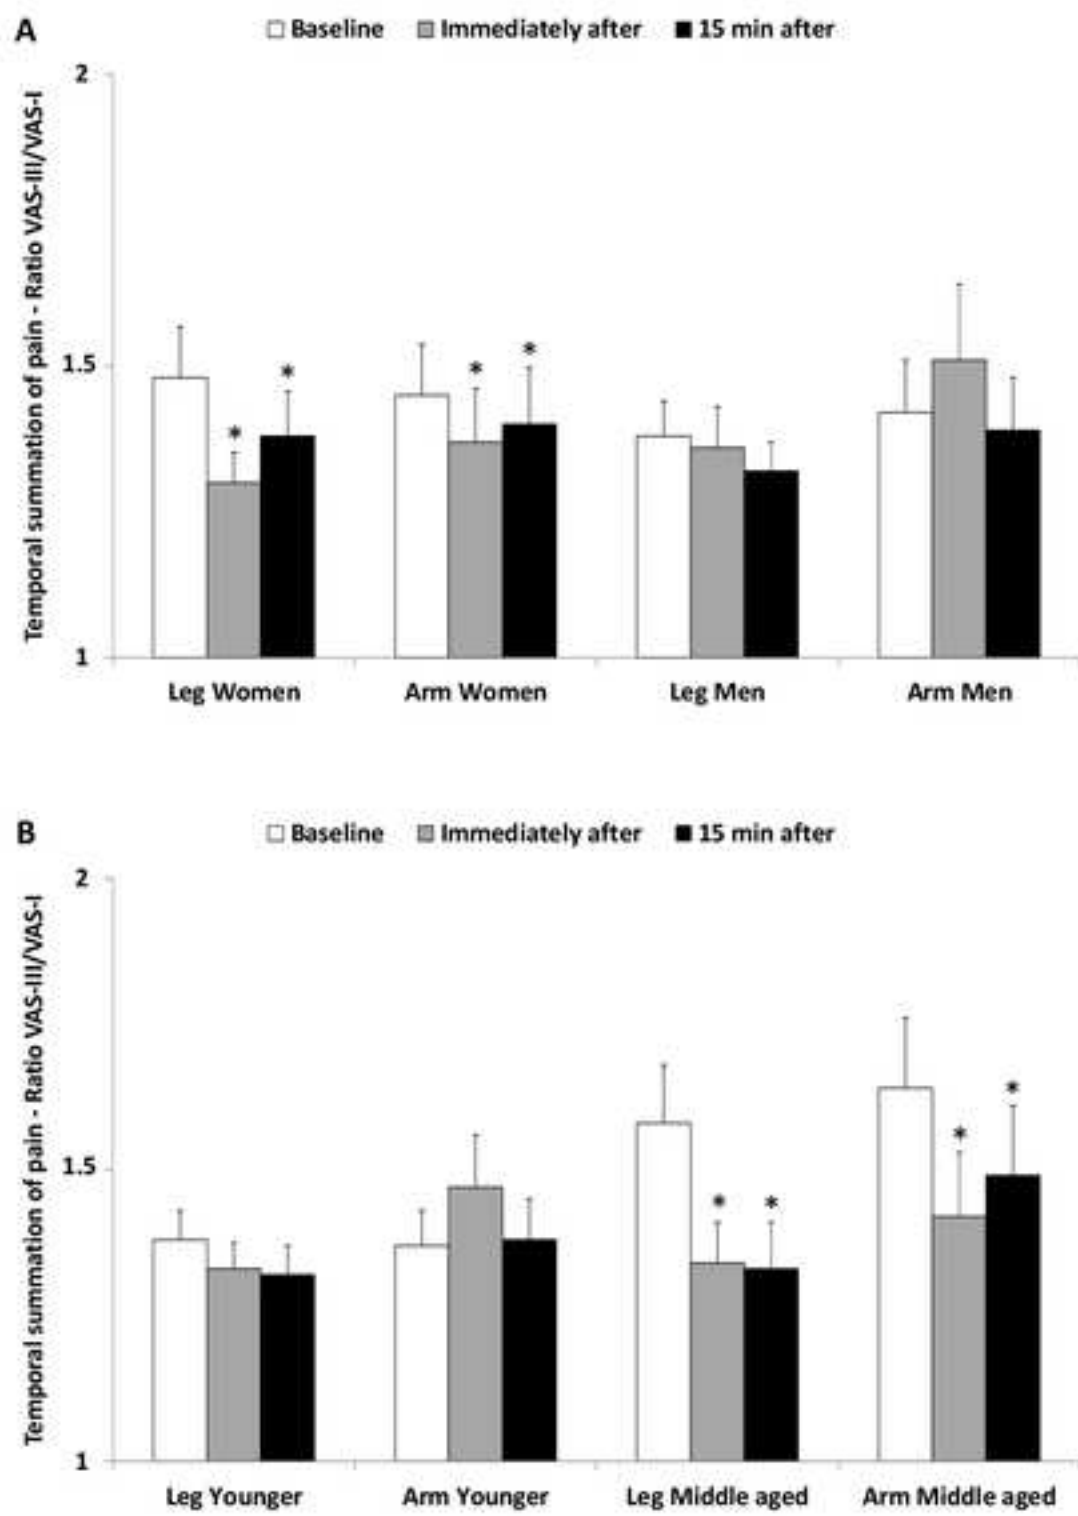 A
Baseline Immediately after 15 min after
Temporal summation of pain - Ratio VAS-III/VAS-I
2
1.5
1
* * * *
Leg Women Arm Women Leg Men Arm Men
B
Baseline Immediately after 15 min after
Temporal summation of pain - Ratio VAS-III/VAS-I
2
1.5
1
* * * *
Leg Younger Arm Younger Leg Middle aged Arm Middle aged